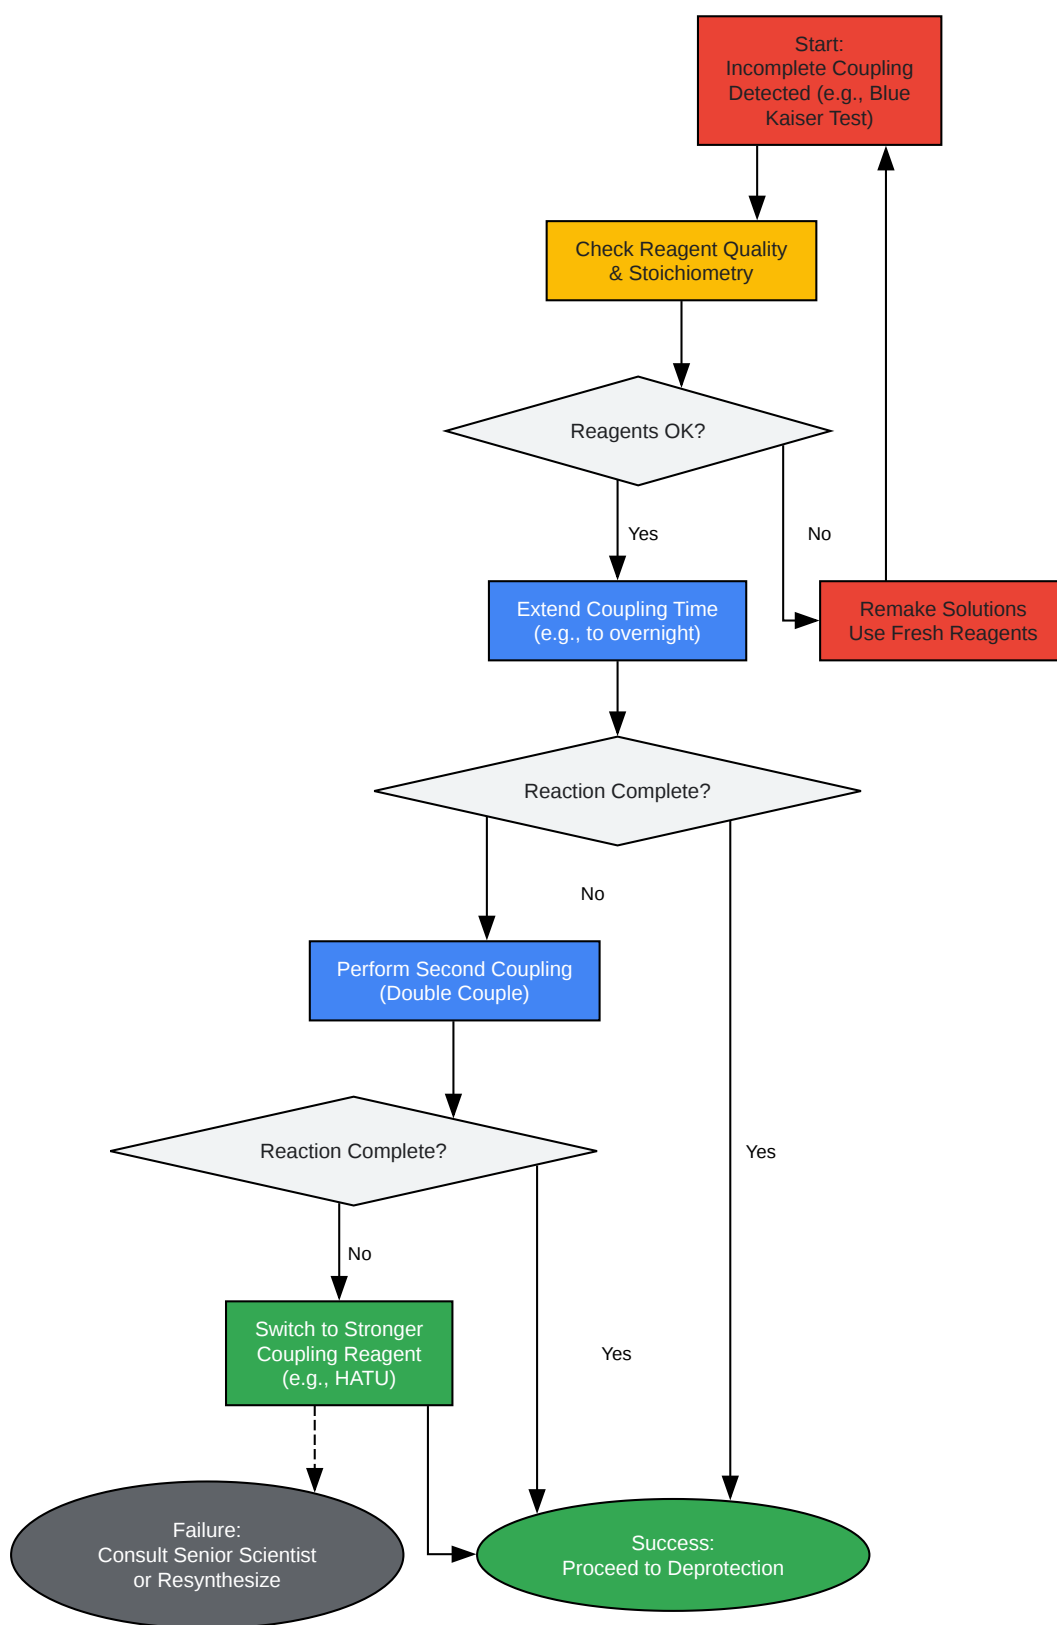 Start:
Incomplete Coupling
Detected (e.g., Blue
Kaiser Test)
Check Reagent Quality
& Stoichiometry
Reagents OK?
Yes
No
Extend Coupling Time
(e.g., to overnight)
Remake Solutions
Use Fresh Reagents
Reaction Complete?
No
Perform Second Coupling
(Double Couple)
Reaction Complete?
Yes
No
Switch to Stronger
Coupling Reagent
(e.g., HATU)
Yes
Failure:
Consult Senior Scientist
or Resynthesize
Success:
Proceed to Deprotection